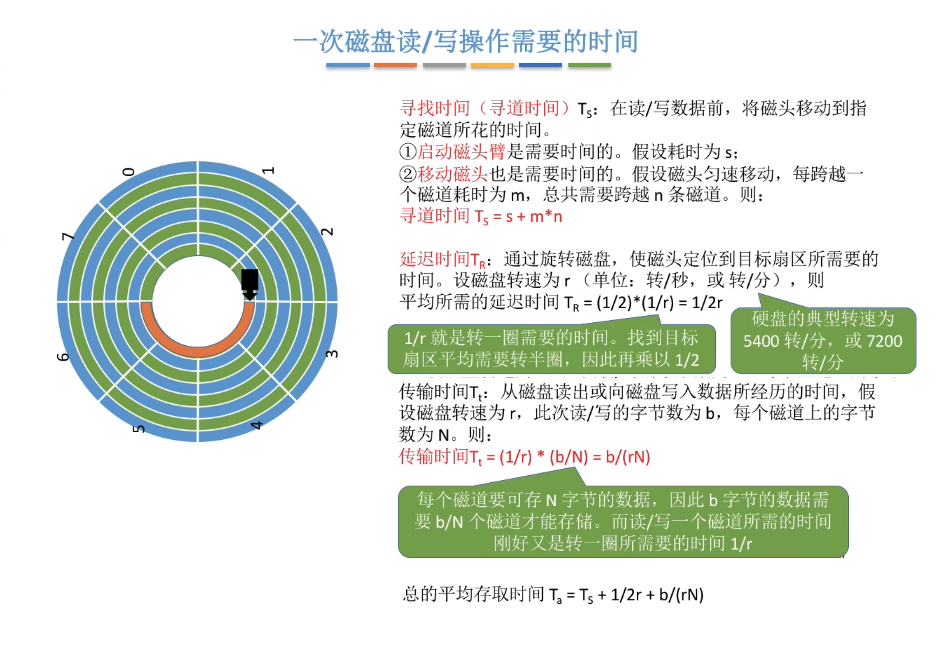 一次磁盘读/写操作需要的时间
0
1
2
3
4
5
6
7
寻找时间（寻道时间）TS：在读/写数据前，将磁头移动到指
定磁道所花的时间。
①启动磁头臂是需要时间的。假设耗时为 s；
②移动磁头也是需要时间的。假设磁头匀速移动，每跨越一
个磁道耗时为 m，总共需要跨越 n 条磁道。则：
寻道时间 TS = s + m*n
延迟时间TR：通过旋转磁盘，使磁头定位到目标扇区所需要的
时间。设磁盘转速为 r （单位：转/秒，或 转/分），则
平均所需的延迟时间 TR = (1/2)*(1/r) = 1/2r
1/r 就是转一圈需要的时间。找到目标
扇区平均需要转半圈，因此再乘以 1/2
硬盘的典型转速为
5400 转/分，或 7200
转/分
传输时间Tt：从磁盘读出或向磁盘写入数据所经历的时间，假
设磁盘转速为 r，此次读/写的字节数为 b，每个磁道上的字节
数为 N。则：
传输时间Tt = (1/r) * (b/N) = b/(rN)
每个磁道要可存 N 字节的数据，因此 b 字节的数据需
要 b/N 个磁道才能存储。而读/写一个磁道所需的时间
刚好又是转一圈所需要的时间 1/r
总的平均存取时间 Ta = TS + 1/2r + b/(rN)